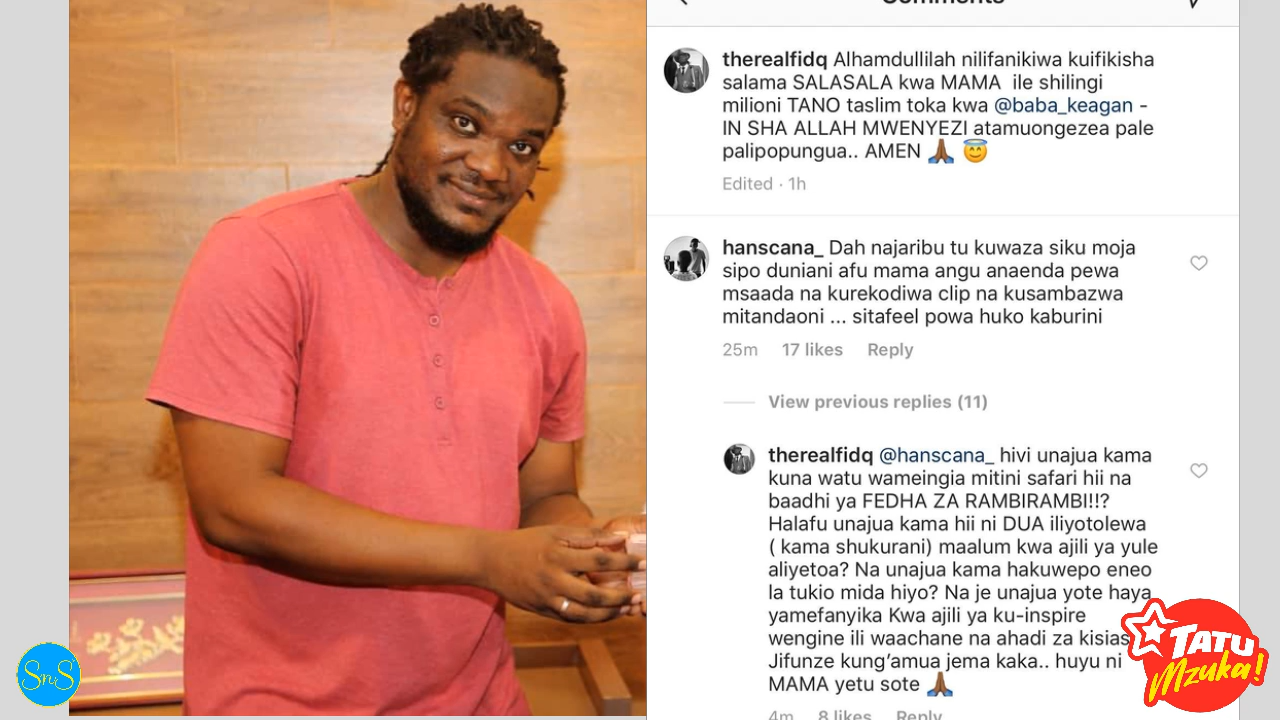 Comments
therealfidq Alhamdullilah nilifanikiwa kuifikisha
salama SALASALA kwa MAMA ile shilingi
milioni TANO taslim toka kwa @baba_keagan -
IN SHA ALLAH MWENYEZI atamuongezea pale
palipopungua.. AMEN 🙏🏾 😇
Edited · 1h
hanscana_ Dah najaribu tu kuwaza siku moja
sipo duniani afu mama angu anaenda pewa
msaada na kurekodiwa clip na kusambazwa
mitandaoni ... sitafeel powa huko kaburini
25m 17 likes Reply
View previous replies (11)
therealfidq @hanscana_ hivi unajua kama
kuna watu wameingia mitini safari hii na
baadhi ya FEDHA ZA RAMBIRAMBI!!?
Halafu unajua kama hii ni DUA iliyotolewa
( kama shukurani) maalum kwa ajili ya yule
aliyetoa? Na unajua kama hakuwepo eneo
la tukio mida hiyo? Na je unajua yote haya
yamefanyika Kwa ajili ya ku-inspire
wengine ili waachane na ahadi za kisias
Jifunze kung’amua jema kaka.. huyu ni
MAMA yetu sote 🙏🏾
4m 8 likes Reply
SnS
TATU
Mzuka!